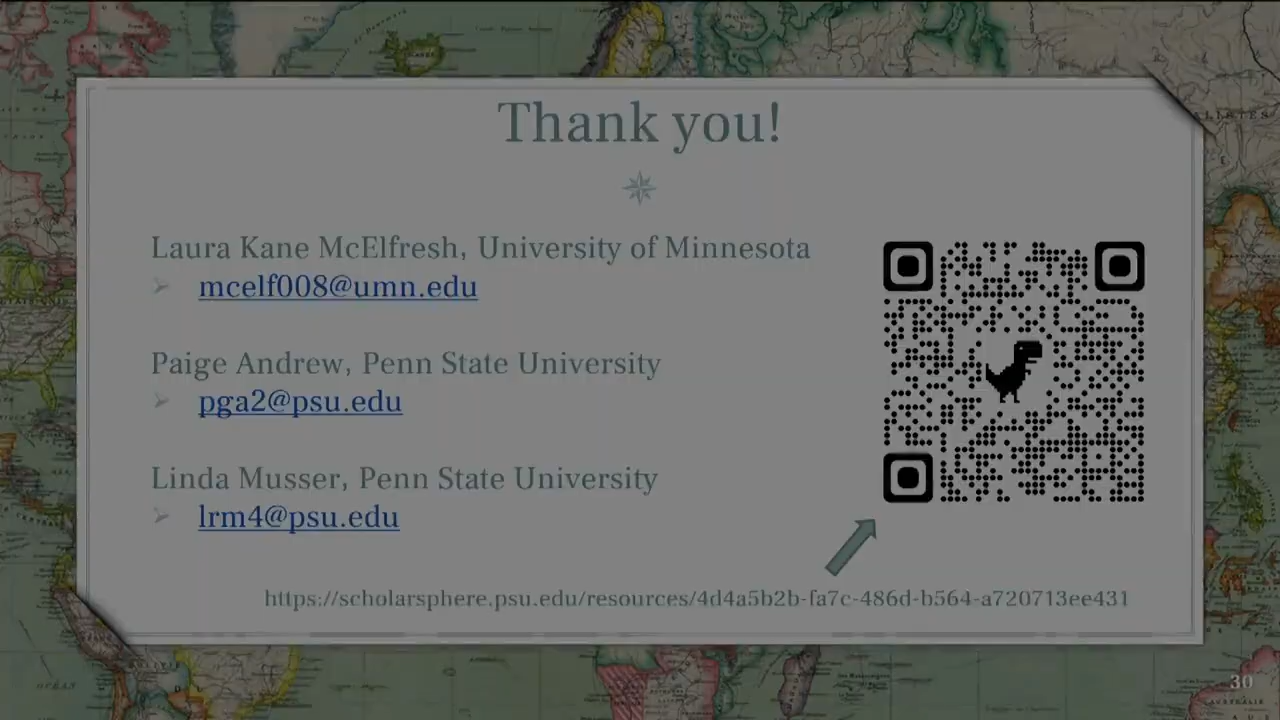 Thank you!
Laura Kane McElfresh, University of Minnesota
mcelf008@umn.edu
Paige Andrew, Penn State University
pga2@psu.edu
Linda Musser, Penn State University
lrm4@psu.edu
https://scholarsphere.psu.edu/resources/4d4a5b2b-fa7c-486d-b564-a720713ee431
30